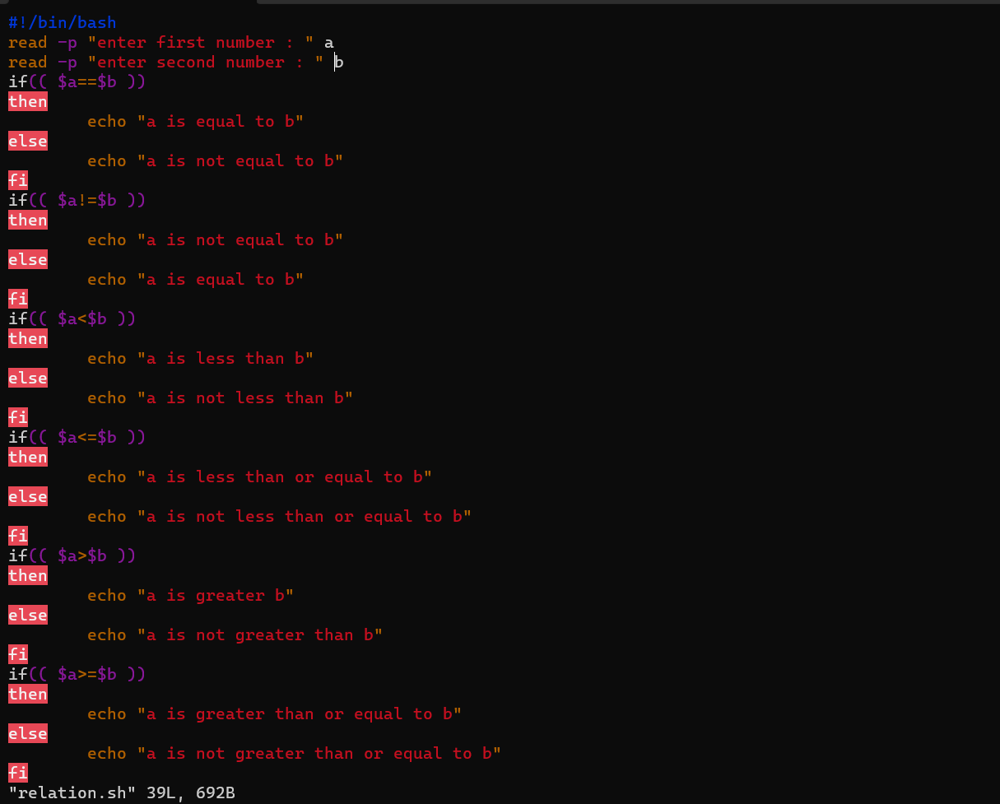 #!/bin/bash
read -p "enter first number : " a
read -p "enter second number : " b
if(( $a==$b ))
then
        echo "a is equal to b"
else
        echo "a is not equal to b"
fi
if(( $a!=$b ))
then
        echo "a is not equal to b"
else
        echo "a is equal to b"
fi
if(( $a<$b ))
then
        echo "a is less than b"
else
        echo "a is not less than b"
fi
if(( $a<=$b ))
then
        echo "a is less than or equal to b"
else
        echo "a is not less than or equal to b"
fi
if(( $a>$b ))
then
        echo "a is greater b"
else
        echo "a is not greater than b"
fi
if(( $a>=$b ))
then
        echo "a is greater than or equal to b"
else
        echo "a is not greater than or equal to b"
fi
"relation.sh" 39L, 692B